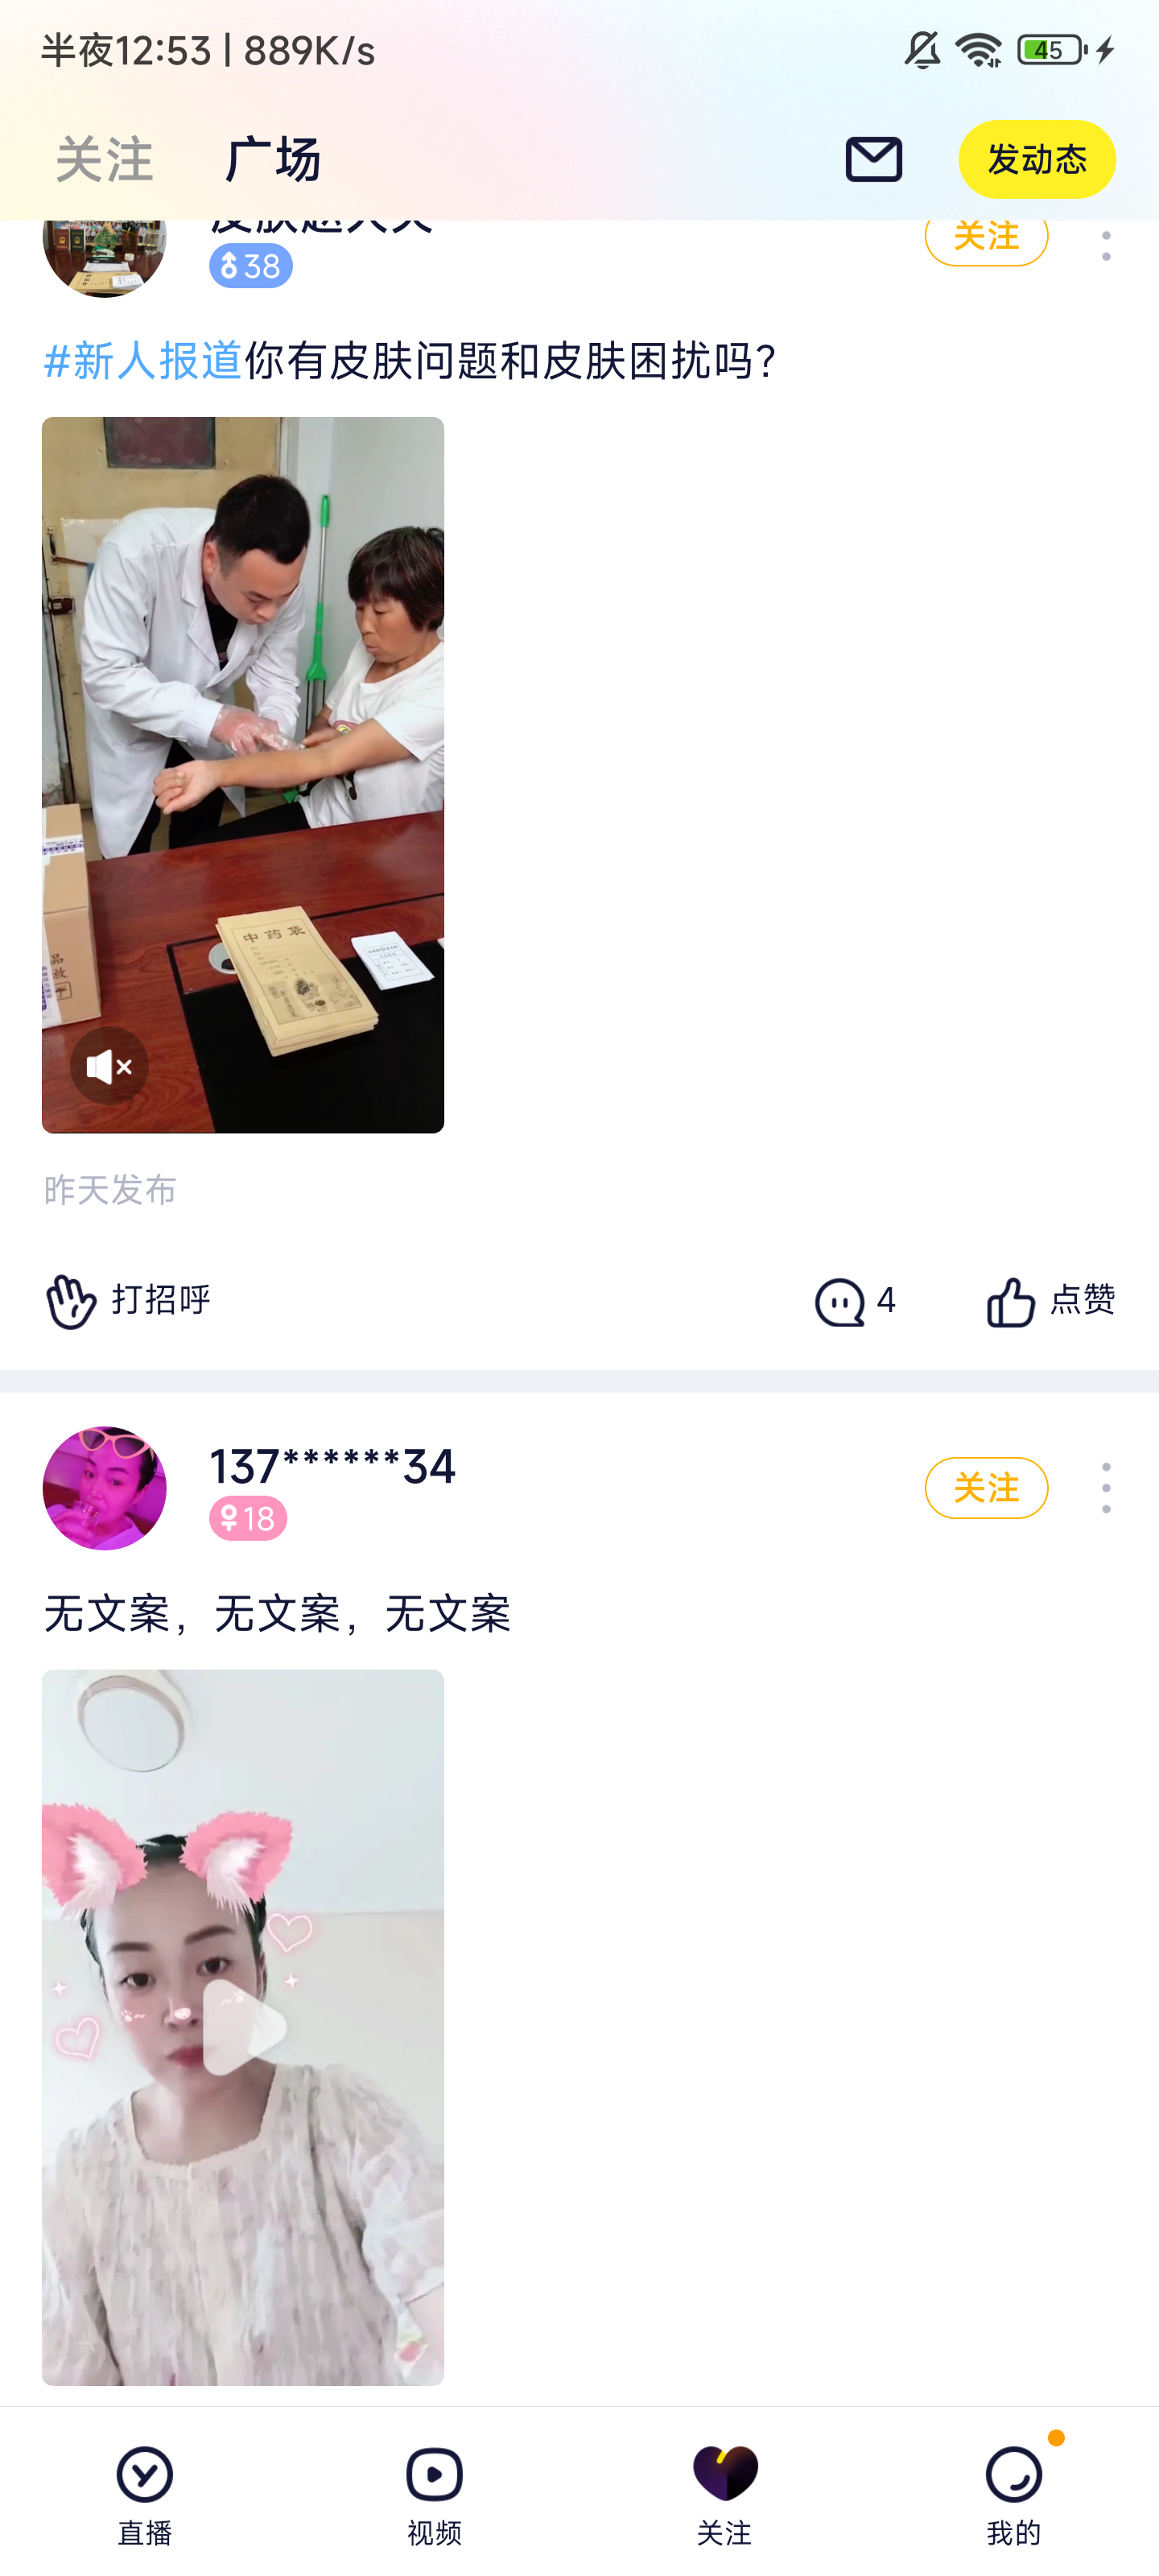 半夜12:53 | 889K/s
45
关注
广场
发动态
38
关注
#新人报道你有皮肤问题和皮肤困扰吗?
中药袋
昨天发布
打招呼
4
点赞
137******34
18
关注
无文案，无文案，无文案
直播
视频
关注
我的